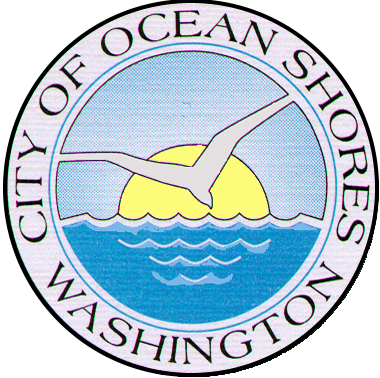 CITY OF OCEAN SHORES
WASHINGTON